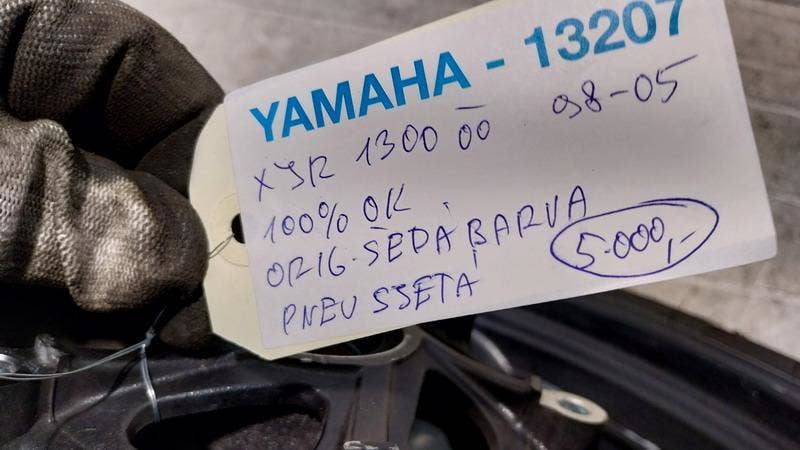 YAMAHA - 13207
XJR 1300 00 98-05
100% OK
ORIG. ŠEDÁ BARVA
5.000,-
PNEU SJETÁ